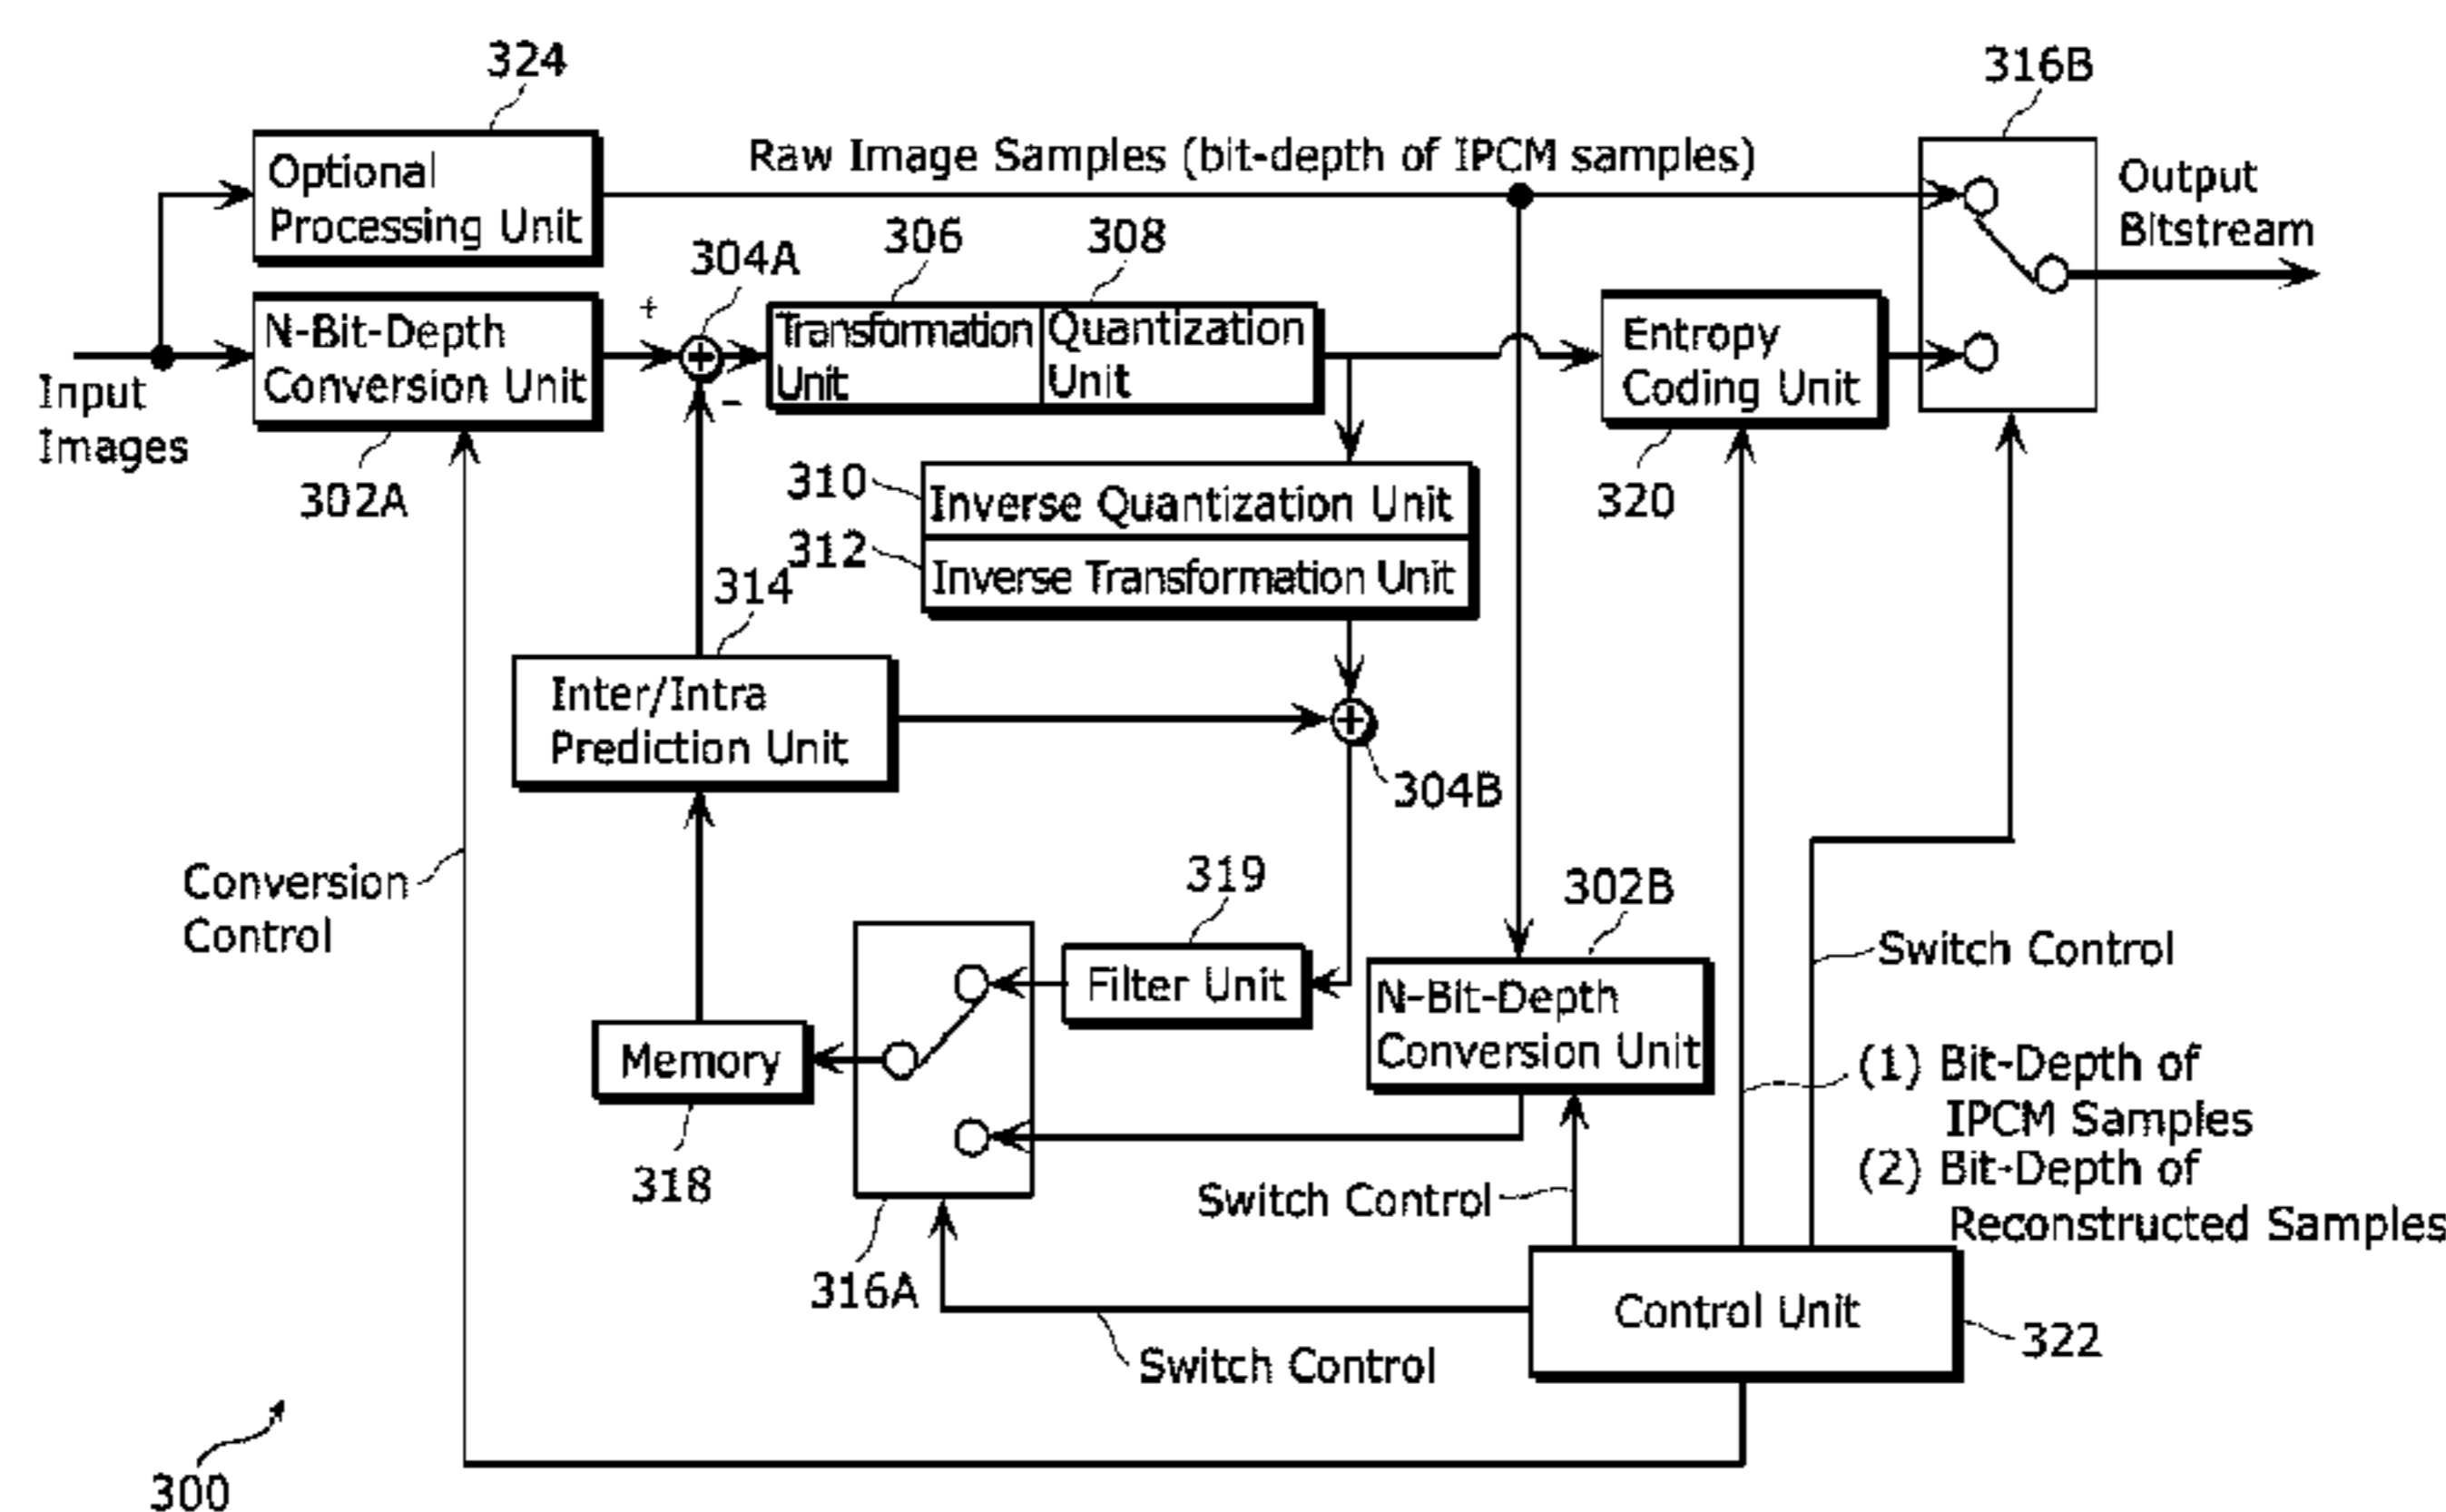 324
316B
Optional
Processing Unit
Raw Image Samples (bit-depth of IPCM samples)
Output
Bitstream
304A
306
308
+
N-Bit-Depth
Conversion Unit
Transformation
Unit
Quantization
Unit
Entropy
Coding Unit
Input
Images
-
302A
310
Inverse Quantization Unit
320
312
Inverse Transformation Unit
314
Inter/Intra
Prediction Unit
304B
Conversion
Control
319
302B
Filter Unit
N-Bit-Depth
Conversion Unit
Switch Control
Memory
(1) Bit-Depth of
IPCM Samples
(2) Bit-Depth of
Reconstructed Samples
318
Switch Control
316A
Control Unit
322
Switch Control
300